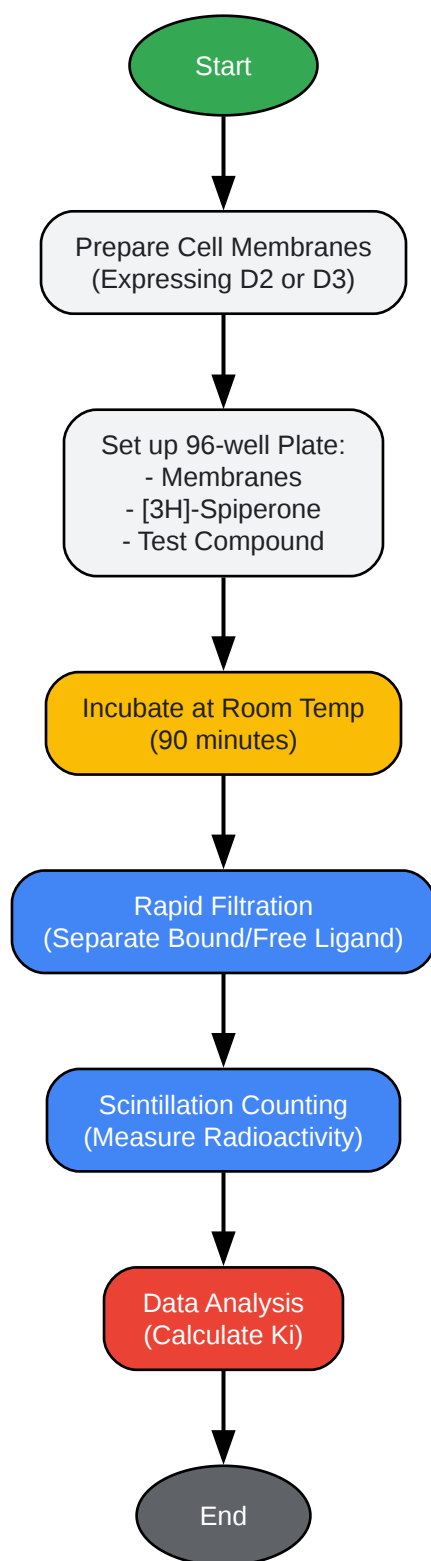 Start
Prepare Cell Membranes
(Expressing D2 or D3)
Set up 96-well Plate:
- Membranes
- [3H]-Spiperone
- Test Compound
Incubate at Room Temp
(90 minutes)
Rapid Filtration
(Separate Bound/Free Ligand)
Scintillation Counting
(Measure Radioactivity)
Data Analysis
(Calculate Ki)
End